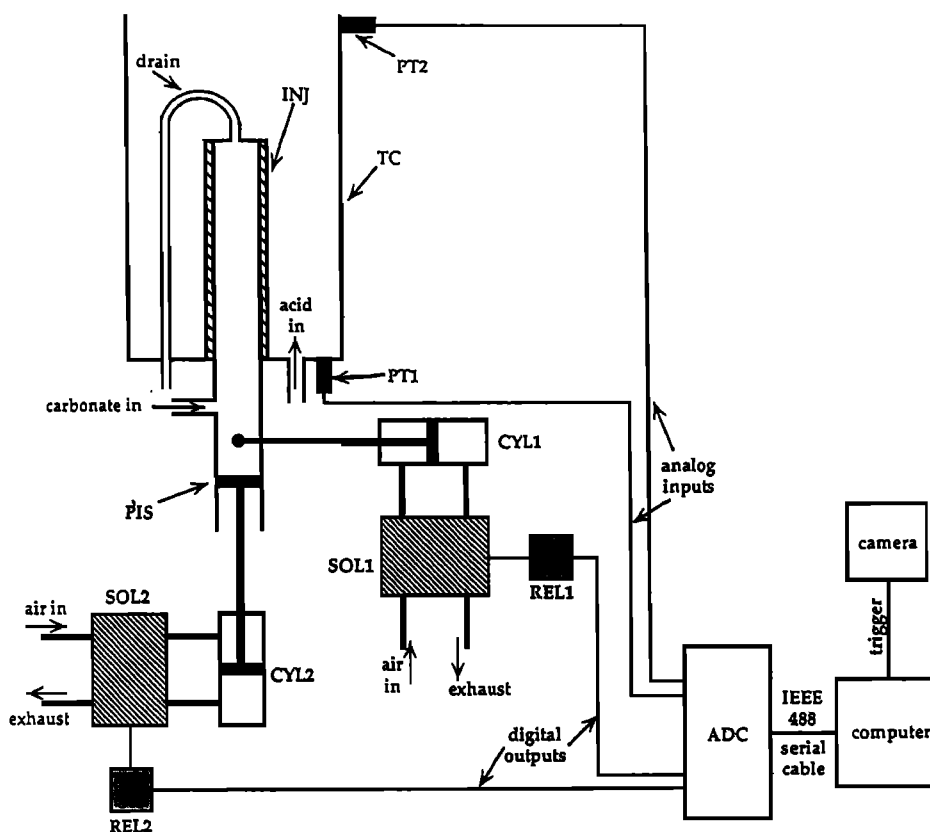 drain
PT2
INJ
TC
acid
in
PT1
carbonate in
CYL1
analog
inputs
PIS
camera
SOL1
REL1
SOL2
trigger
air in
CYL2
air
in
exhaust
IEEE
488
exhaust
digital
outputs
ADC
computer
serial
cable
REL2